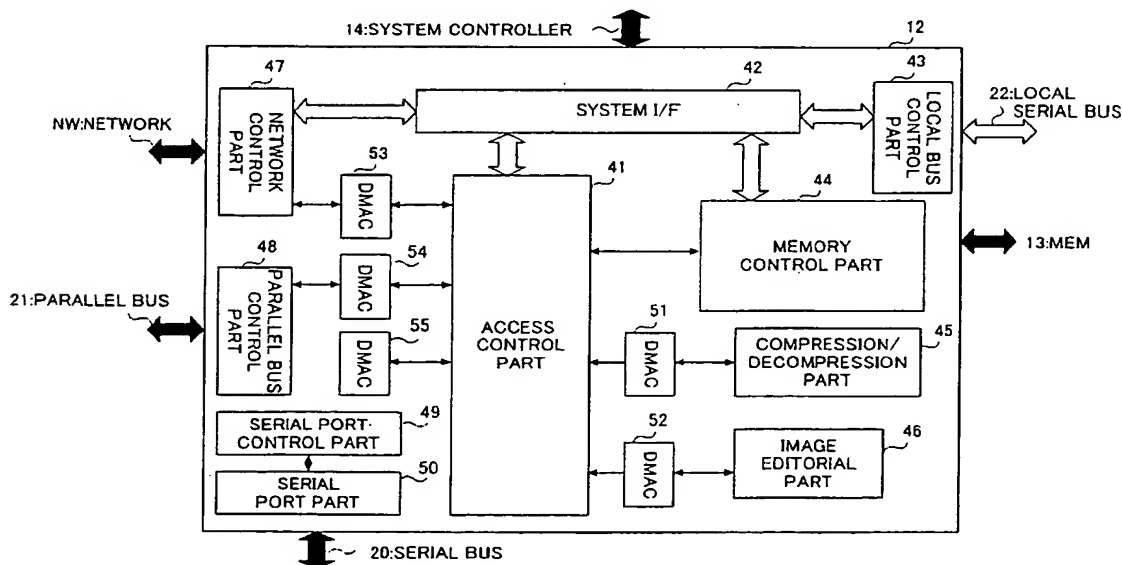 14:SYSTEM CONTROLLER
12
47
42
43
NETWORK
CONTROL
PART
SYSTEM I/F
LOCAL BUS
CONTROL
PART
22:LOCAL
SERIAL BUS
NW:NETWORK
53
DMAC
41
44
MEMORY
CONTROL PART
13:MEM
48
54
DMAC
PARALLEL BUS
CONTROL
PART
21:PARALLEL BUS
ACCESS
CONTROL
PART
55
DMAC
51
DMAC
45
COMPRESSION/
DECOMPRESSION
PART
49
SERIAL PORT-
CONTROL PART
52
DMAC
46
IMAGE
EDITORIAL
PART
50
SERIAL
PORT PART
20:SERIAL BUS